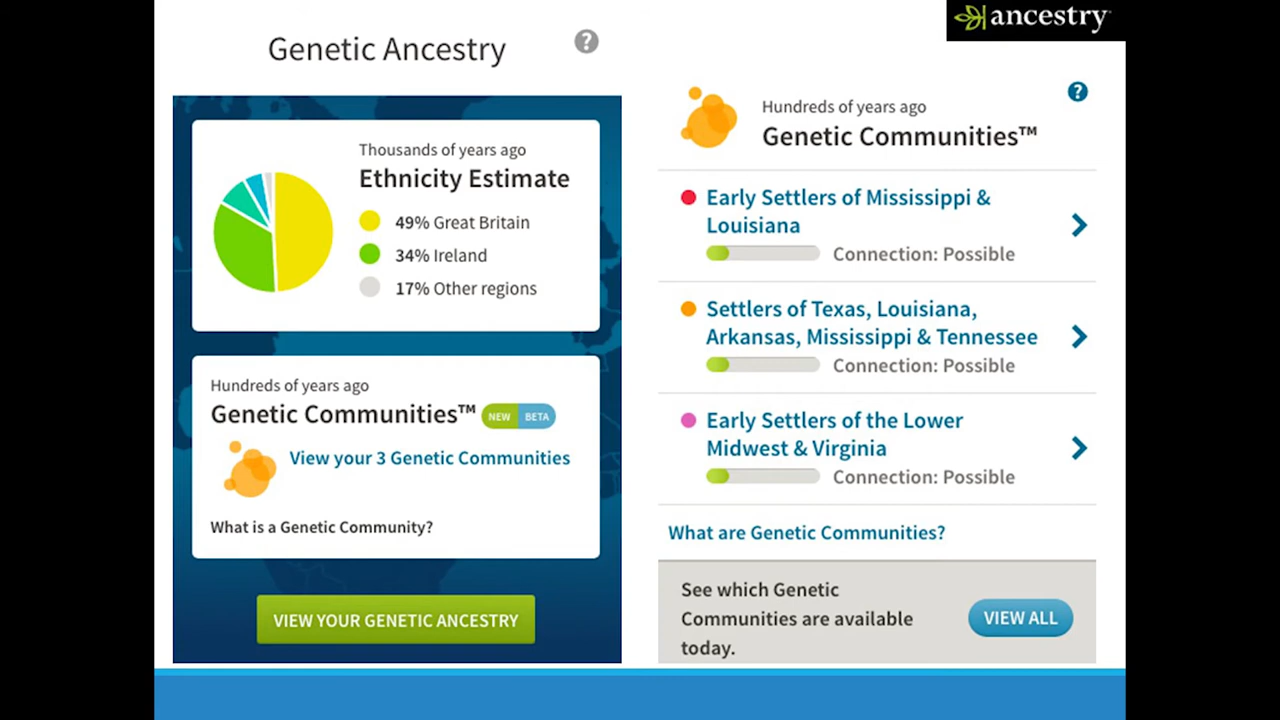 ancestry
Genetic Ancestry
?
Thousands of years ago
Ethnicity Estimate
49% Great Britain
34% Ireland
17% Other regions
Hundreds of years ago
Genetic Communities™ NEW BETA
View your 3 Genetic Communities
What is a Genetic Community?
VIEW YOUR GENETIC ANCESTRY
?
Hundreds of years ago
Genetic Communities™
Early Settlers of Mississippi &
Louisiana
Connection: Possible
Settlers of Texas, Louisiana,
Arkansas, Mississippi & Tennessee
Connection: Possible
Early Settlers of the Lower
Midwest & Virginia
Connection: Possible
What are Genetic Communities?
See which Genetic
Communities are available
today.
VIEW ALL